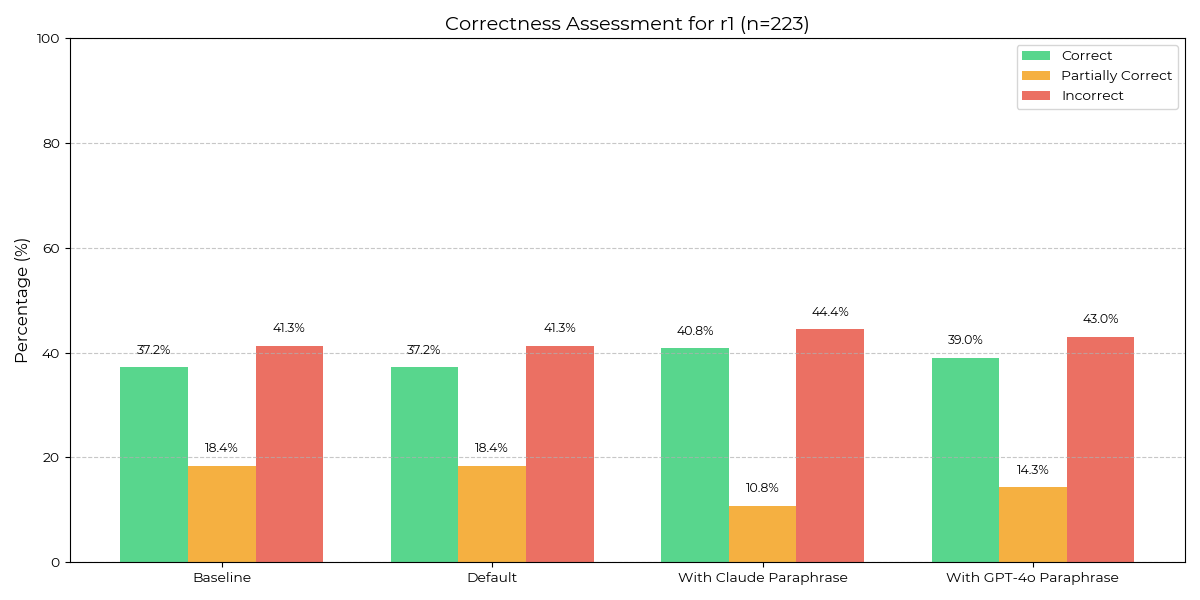 Correctness Assessment for r1 (n=223)
Correct
Partially Correct
Incorrect
Percentage (%)
100
80
60
40
20
0
37.2%
18.4%
41.3%
37.2%
18.4%
41.3%
40.8%
10.8%
44.4%
39.0%
14.3%
43.0%
Baseline
Default
With Claude Paraphrase
With GPT-4o Paraphrase